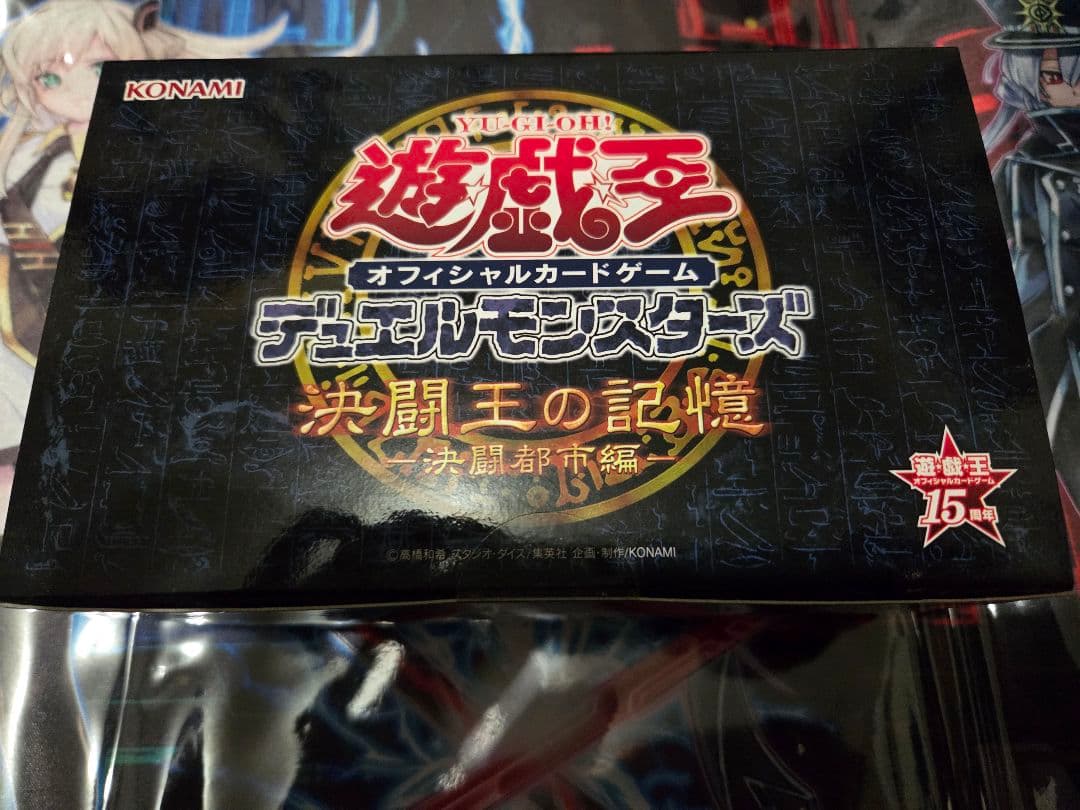 KONAMI
YU-GI-OH!
遊☆戯☆王
オフィシャルカードゲーム
デュエルモンスターズ
決闘王の記憶
-決闘都市編-
遊☆戯☆王
オフィシャルカードゲーム
15周年
©高橋和希 スタジオ・ダイス/集英社 企画・制作/KONAMI